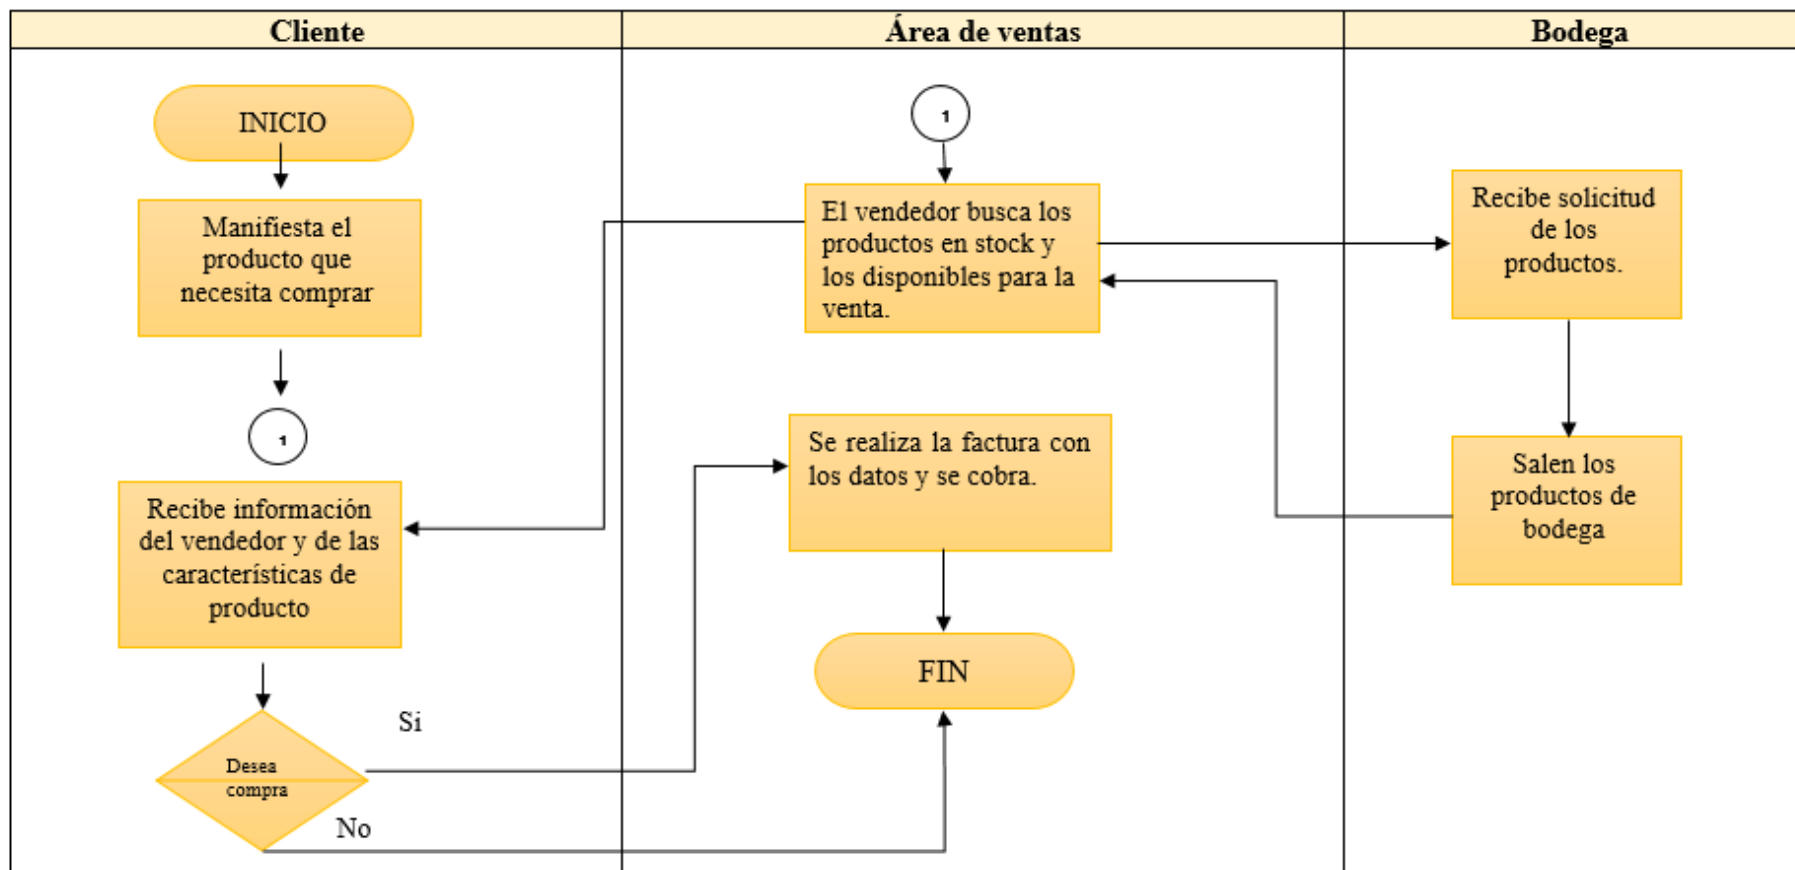 Cliente
Área de ventas
Bodega
INICIO
Manifiesta el
producto que
necesita comprar
1
Recibe información
del vendedor y de las
características de
producto
Desea
compra
Si
No
1
El vendedor busca los
productos en stock y
los disponibles para la
venta.
Se realiza la factura con
los datos y se cobra.
FIN
Recibe solicitud
de los
productos.
Salen los
productos de
bodega